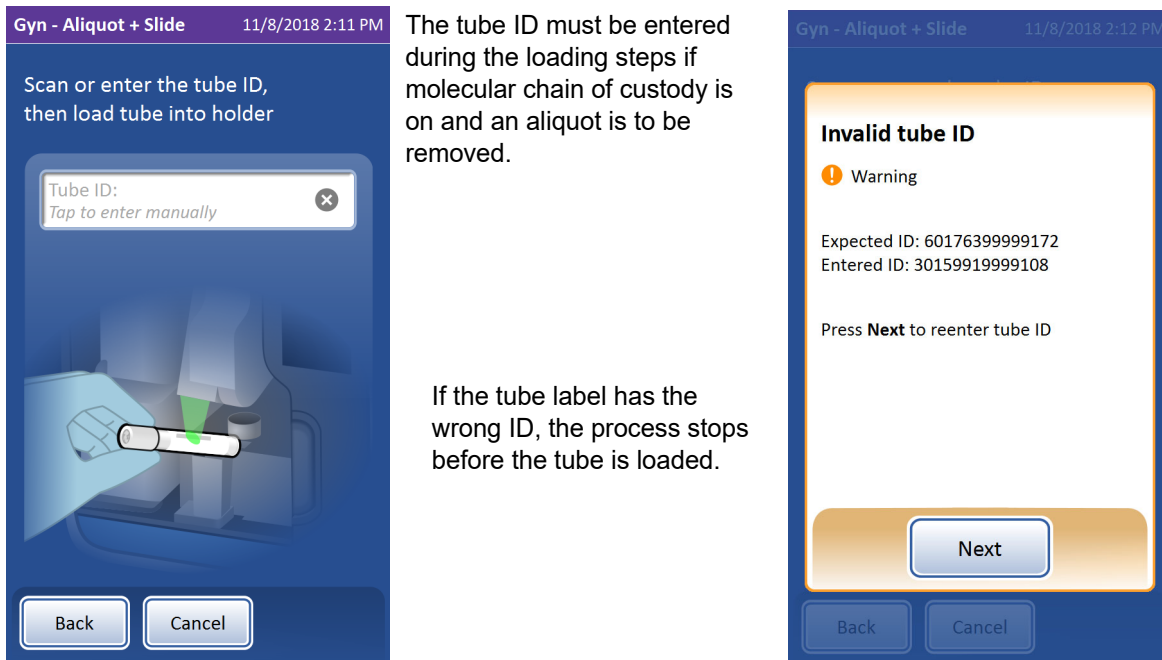 Gyn - Aliquot + Slide 11/8/2018 2:11 PM
Scan or enter the tube ID,
then load tube into holder
Tube ID:
Tap to enter manually
Back
Cancel
The tube ID must be entered
during the loading steps if
molecular chain of custody is
on and an aliquot is to be
removed.
If the tube label has the
wrong ID, the process stops
before the tube is loaded.
Gyn - Aliquot + Slide 11/8/2018 2:12 PM
Invalid tube ID
Warning
Expected ID: 60176399999172
Entered ID: 30159919999108
Press Next to reenter tube ID
Next
Back
Cancel